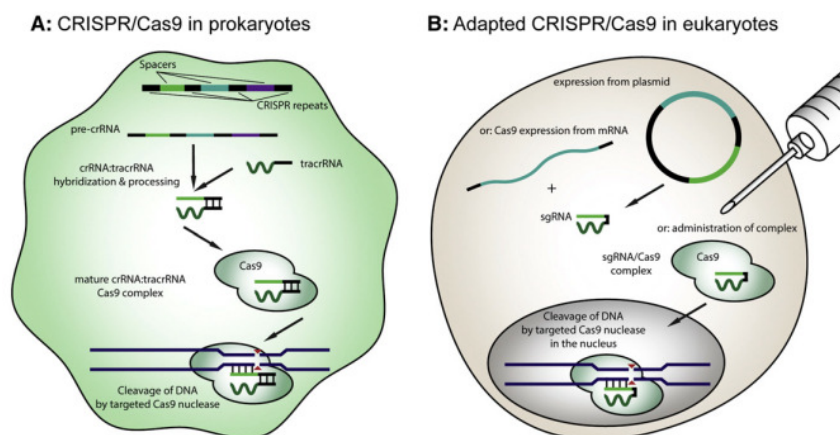 A: CRISPR/Cas9 in prokaryotes
Spacers
CRISPR repeats
pre-crRNA
crRNA:tracrRNA
hybridization & processing
tracrRNA
Cas9
mature crRNA:tracrRNA
Cas9 complex
Cleavage of DNA
by targeted Cas9 nuclease
B: Adapted CRISPR/Cas9 in eukaryotes
expression from plasmid
or: Cas9 expression from mRNA
+
sgRNA
or: administration of complex
sgRNA/Cas9
complex
Cas9
Cleavage of DNA
by targeted Cas9 nuclease
in the nucleus